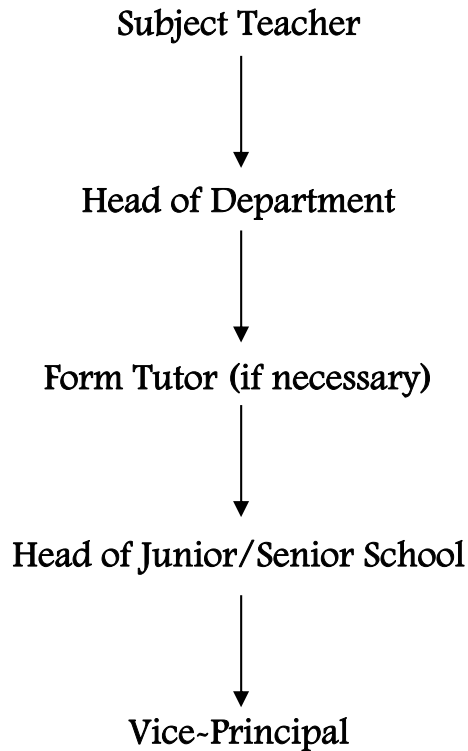 Subject Teacher
Head of Department
Form Tutor (if necessary)
Head of Junior/Senior School
Vice-Principal